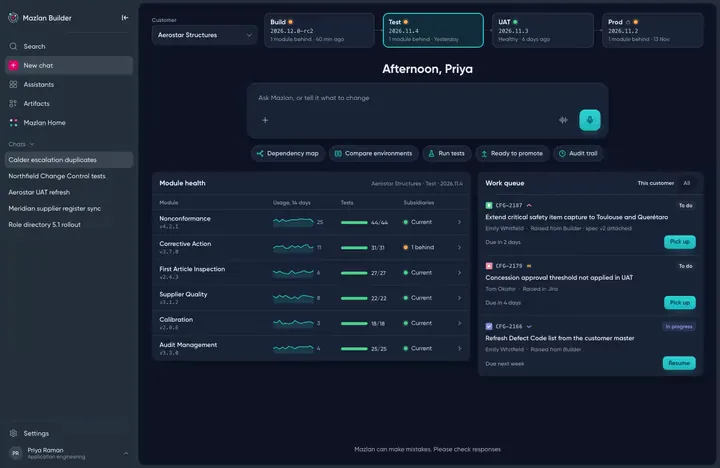 Mazlan Builder
Search
New chat
Assistants
Artifacts
Mazlan Home
Chats
Calder escalation duplicates
Northfield Change Control tests
Aerostar UAT refresh
Meridian supplier register sync
Role directory 5.1 rollout
Settings
PR
Priya Raman
Application engineering
Customer
Aerostar Structures
Build
2026.12.0-rc2
1 module behind · 40 min ago
Test
2026.11.4
1 module behind · Yesterday
UAT
2026.11.3
Healthy · 6 days ago
Prod
2026.11.2
1 module behind · 13 Nov
Afternoon, Priya
Ask Mazlan, or tell it what to change
Dependency map
Compare environments
Run tests
Ready to promote
Audit trail
Module health
Aerostar Structures · Test · 2026.11.4
Module
Usage, 14 days
Tests
Subsidiaries
Nonconformance
v4.2.1
25
44/44
Current
Corrective Action
v3.7.0
11
31/31
1 behind
First Article Inspection
v2.4.3
6
27/27
Current
Supplier Quality
v3.1.2
8
22/22
Current
Calibration
3
18/18
Current
Audit Management
v3.3.0
4
25/25
Current
Work queue
This customer
All
CFG-2187
To do
Extend critical safety item capture to Toulouse and Querétaro
Emily Whitfield · Raised from Builder · spec v2 attached
Due in 2 days
Pick up
CFG-2179
To do
Concession approval threshold not applied in UAT
Tom Okafor · Raised in Jira
Due in 4 days
Pick up
CFG-2166
In progress
Refresh Defect Code list from the customer master
Emily Whitfield · Raised from Builder
Due next week
Resume
Mazlan can make mistakes. Please check responses